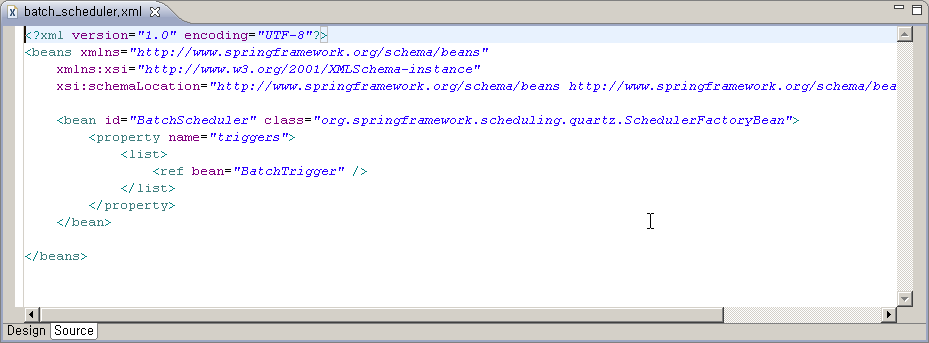 batch_scheduler.xml
<?xml version="1.0" encoding="UTF-8"?>
<beans xmlns="http://www.springframework.org/schema/beans"
    xmlns:xsi="http://www.w3.org/2001/XMLSchema-instance"
    xsi:schemaLocation="http://www.springframework.org/schema/beans http://www.springframework.org/schema/bea
    <bean id="BatchScheduler" class="org.springframework.scheduling.quartz.SchedulerFactoryBean">
        <property name="triggers">
            <list>
                <ref bean="BatchTrigger" />
            </list>
        </property>
    </bean>
</beans>
Design Source